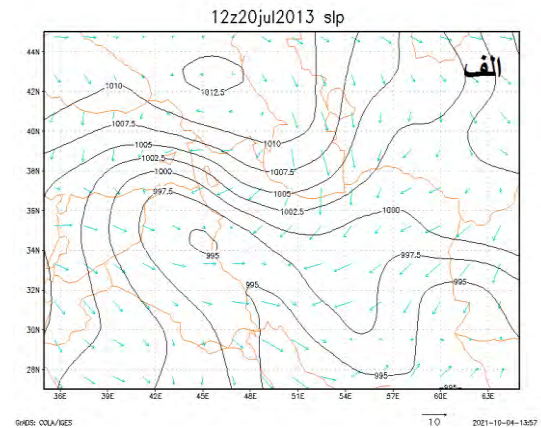 12z20jul2013 slp
الف
44N
42N
40N
38N
36N
34N
32N
30N
28N
36E 39E 42E 45E 48E 51E 54E 57E 60E 63E
1010
1012.5
1007.5
1010
1005
1002.5
1007.5
1000
1005
997.5
1002.5
1000
995
997.5
995
995
995
995
10
GrADS: COLA/IGES
2021-10-04-13:57